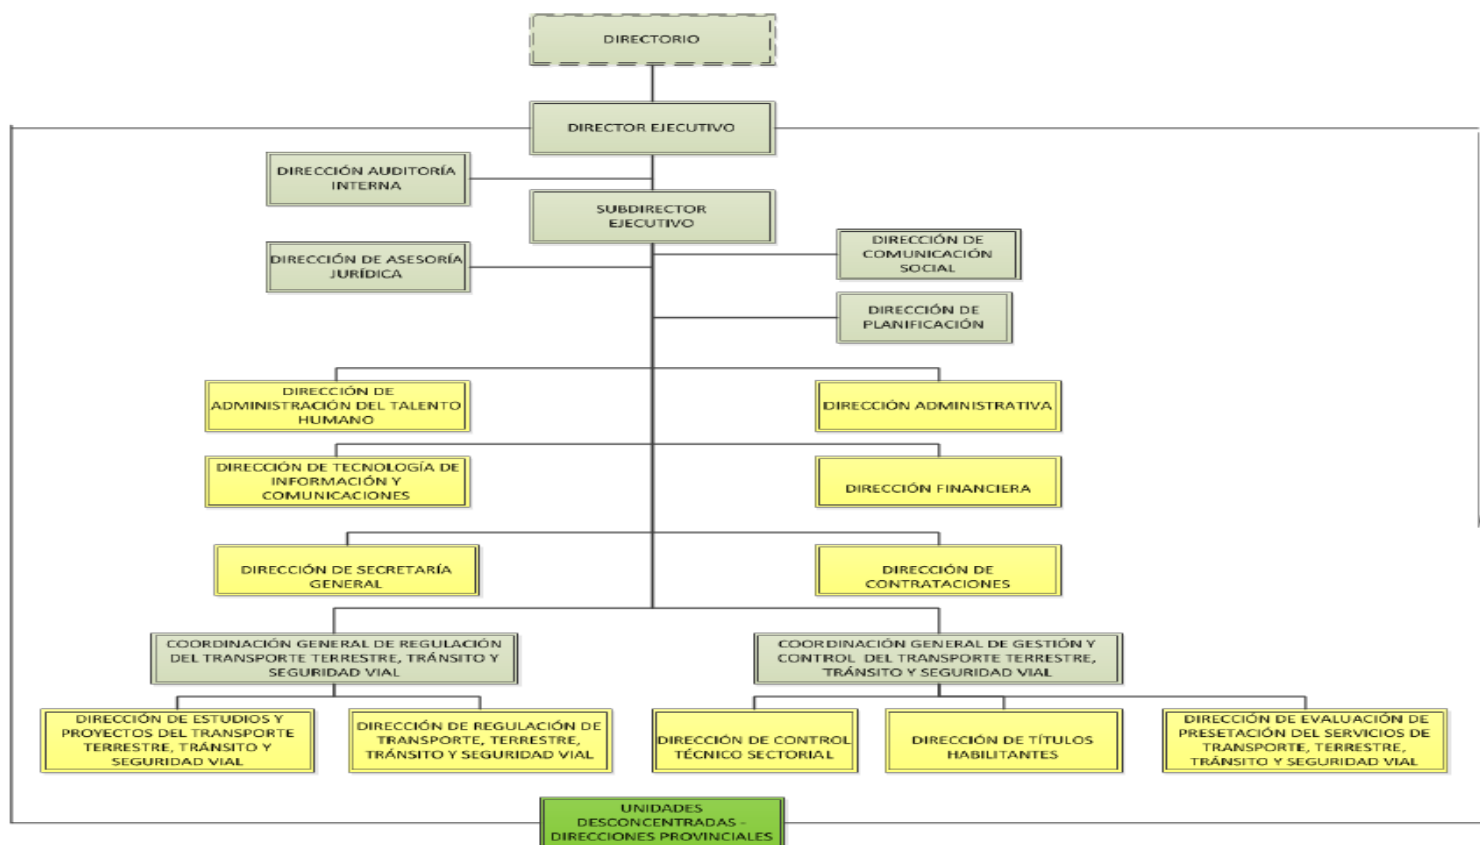 DIRECTORIO
DIRECTOR EJECUTIVO
DIRECCIÓN AUDITORÍA
INTERNA
SUBDIRECTOR
EJECUTIVO
DIRECCIÓN DE ASESORÍA
JURÍDICA
DIRECCIÓN DE
COMUNICACIÓN
SOCIAL
DIRECCIÓN DE
PLANIFICACIÓN
DIRECCIÓN DE
ADMINISTRACIÓN DEL TALENTO
HUMANO
DIRECCIÓN ADMINISTRATIVA
DIRECCIÓN DE TECNOLOGÍA DE
INFORMACIÓN Y
COMUNICACIONES
DIRECCIÓN FINANCIERA
DIRECCIÓN DE SECRETARÍA
GENERAL
DIRECCIÓN DE
CONTRATACIONES
COORDINACIÓN GENERAL DE REGULACIÓN
DEL TRANSPORTE TERRESTRE, TRÁNSITO Y
SEGURIDAD VIAL
COORDINACIÓN GENERAL DE GESTIÓN Y
CONTROL DEL TRANSPORTE TERRESTRE,
TRÁNSITO Y SEGURIDAD VIAL
DIRECCIÓN DE ESTUDIOS Y
PROYECTOS DEL TRANSPORTE
TERRESTRE, TRÁNSITO Y
SEGURIDAD VIAL
DIRECCIÓN DE REGULACIÓN DE
TRANSPORTE, TERRESTRE,
TRÁNSITO Y SEGURIDAD VIAL
DIRECCIÓN DE CONTROL
TÉCNICO SECTORIAL
DIRECCIÓN DE TÍTULOS
HABILITANTES
DIRECCIÓN DE EVALUACIÓN DE
PRESETACIÓN DEL SERVICIOS DE
TRANSPORTE, TERRESTRE,
TRÁNSITO Y SEGURIDAD VIAL
UNIDADES
DESCONCENTRADAS -
DIRECCIONES PROVINCIALES